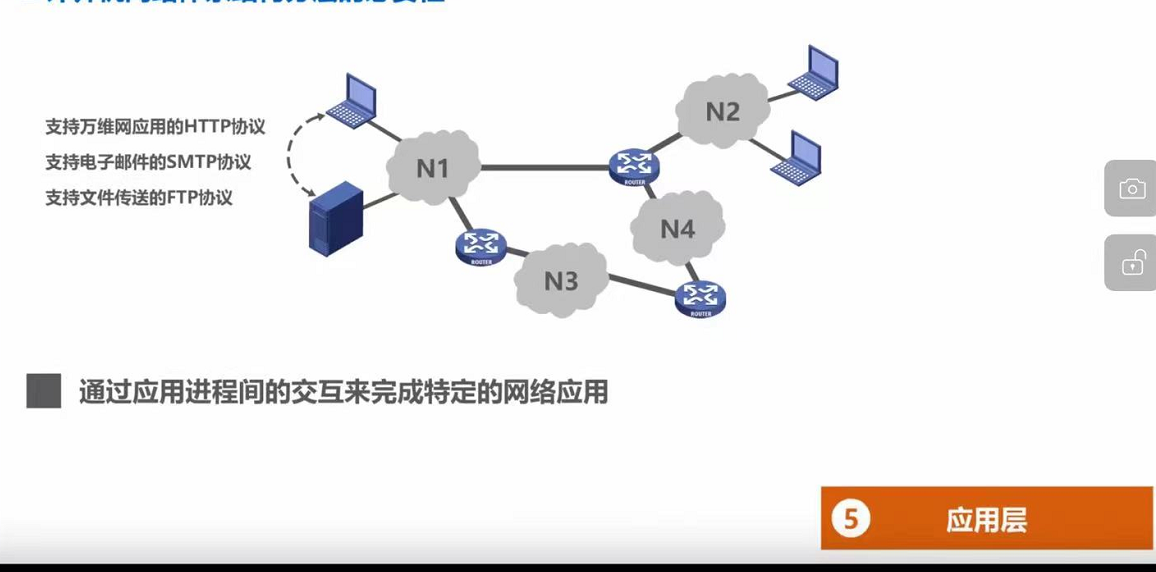 支持万维网应用的HTTP协议
支持电子邮件的SMTP协议
支持文件传送的FTP协议
N1
N2
ROUTER
N4
ROUTER
N3
ROUTER
通过应用进程间的交互来完成特定的网络应用
5 应用层